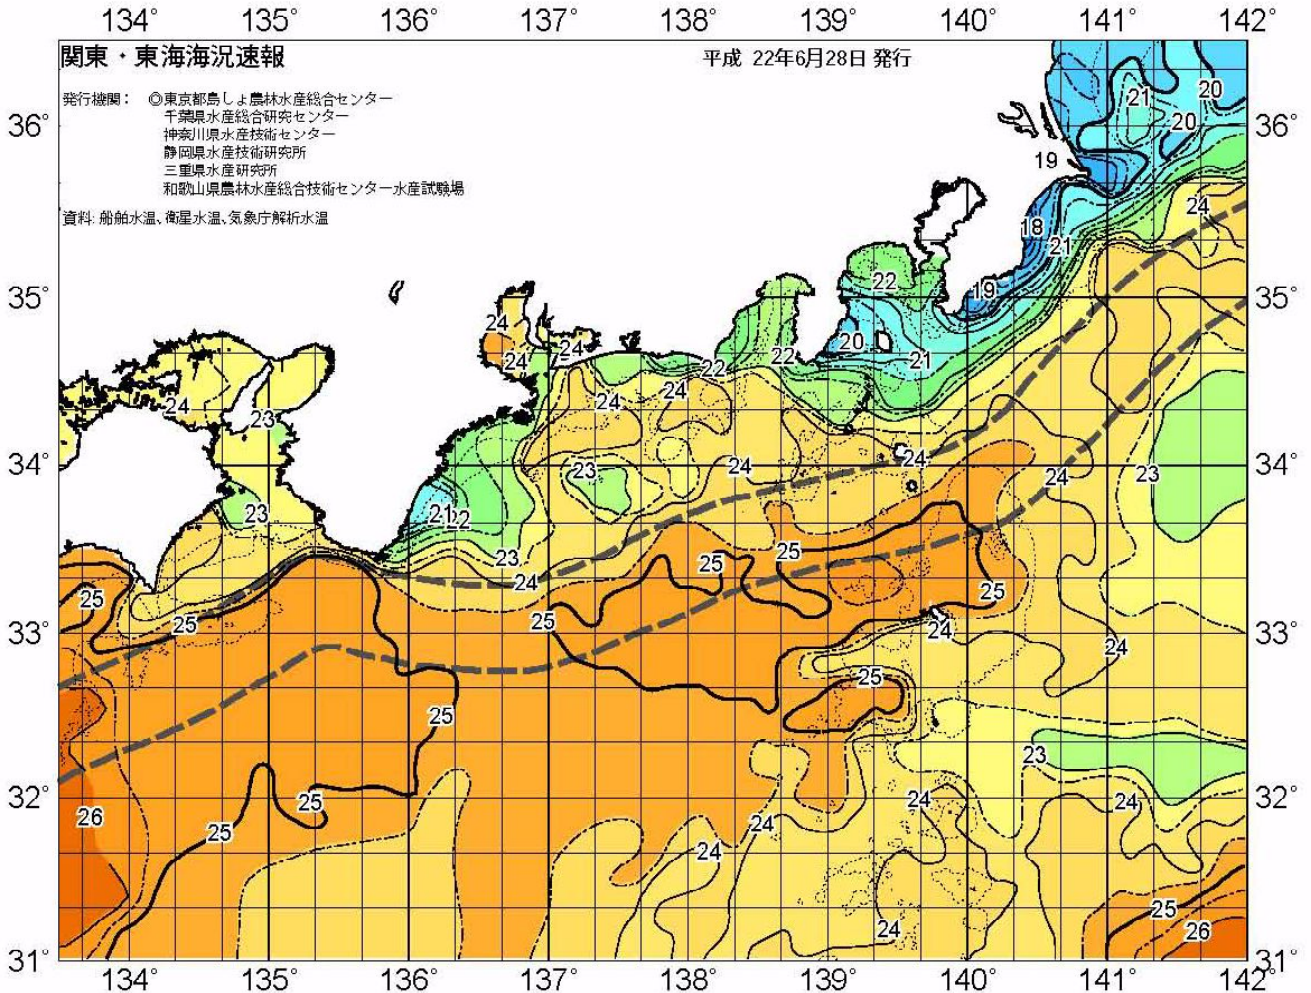 134° 135° 136° 137° 138° 139° 140° 141° 142°
関東・東海海況速報
平成 22年6月28日 発行
発行機関： ◎東京都島しょ農林水産総合センター
千葉県水産総合研究センター
神奈川県水産技術センター
静岡県水産技術研究所
三重県水産研究所
和歌山県農林水産総合技術センター水産試験場
資料: 船舶水温、衛星水温、気象庁解析水温
20
21
36° 20 36°
19
24
18
21
22
35° 19 35°
24
20
24 24 22 21
22
24 24 24
23
34° 23 24 24 24 23 34°
23 21 22
23
24 25 25
25 25 25
33° 25 25 24 33°
24
25
25
23
32° 26 25 25 24 24 24 32°
24
25
24 26
31° 31°
134° 135° 136° 137° 138° 139° 140° 141° 142°